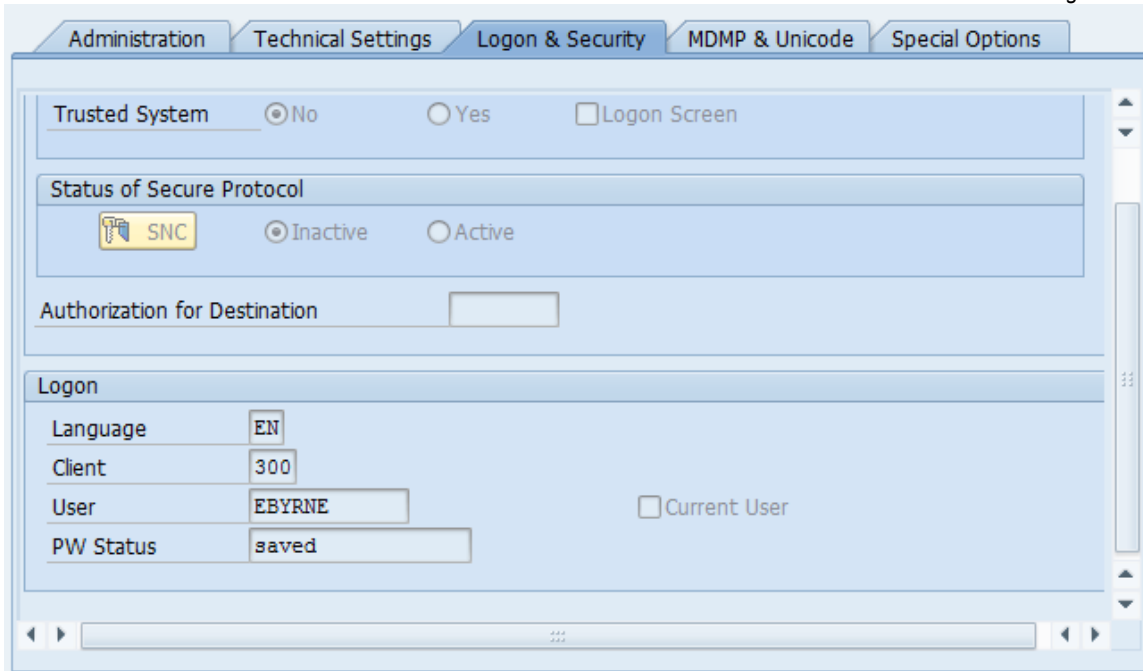 Administration Technical Settings Logon & Security MDMP & Unicode Special Options
Trusted System No Yes Logon Screen
Status of Secure Protocol
SNC Inactive Active
Authorization for Destination
Logon
Language EN
Client 300
User EBYRNE Current User
PW Status saved